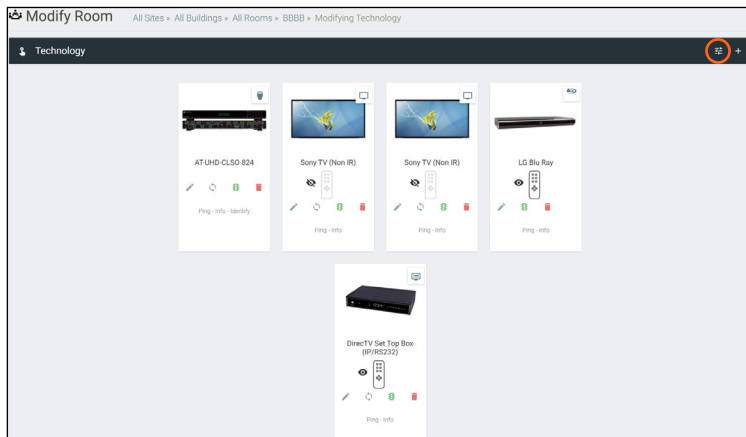 Modify Room
All Sites » All Buildings » All Rooms » BBBB » Modifying Technology
Technology
AT-UHD-CLSO-824
Ping - Info - Identify
Sony TV (Non IR)
Ping - Info
Sony TV (Non IR)
Ping - Info
LG Blu Ray
Ping - Info
DirecTV Set Top Box
(IP/RS232)
Ping - Info